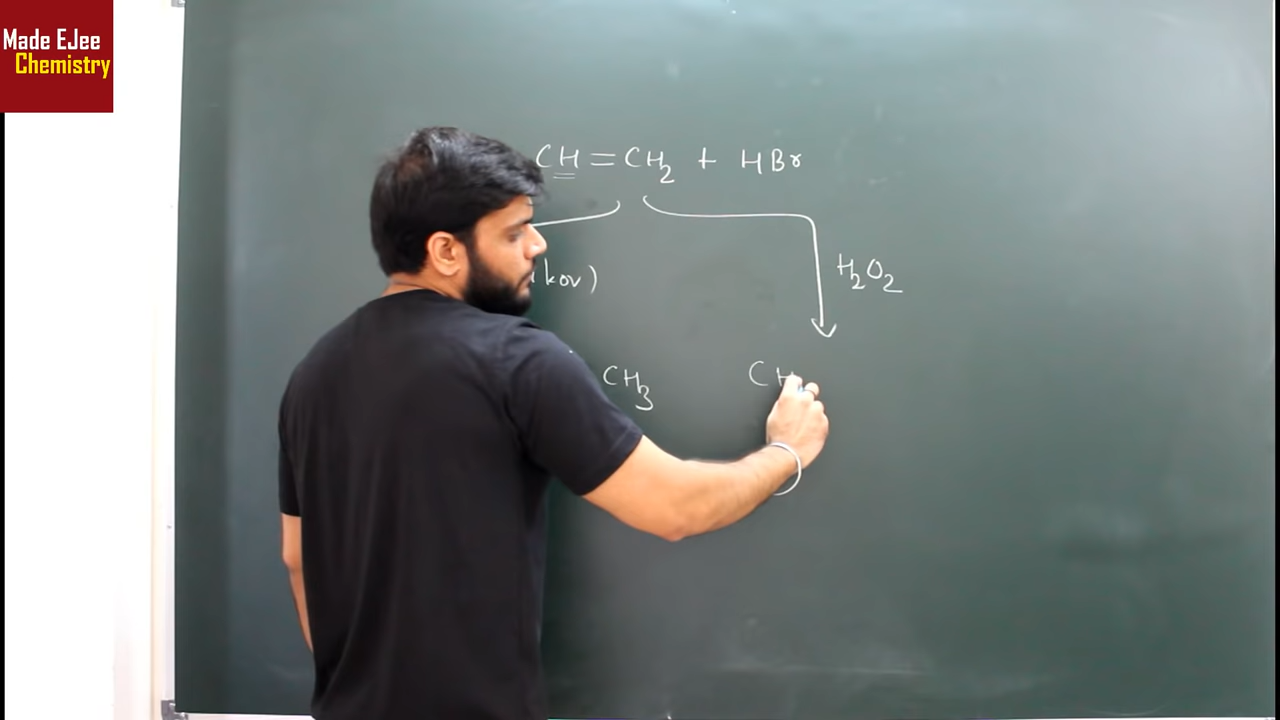 Made EJee
Chemistry
CH=CH2 + HBr
kov)
H2O2
CH3
CH